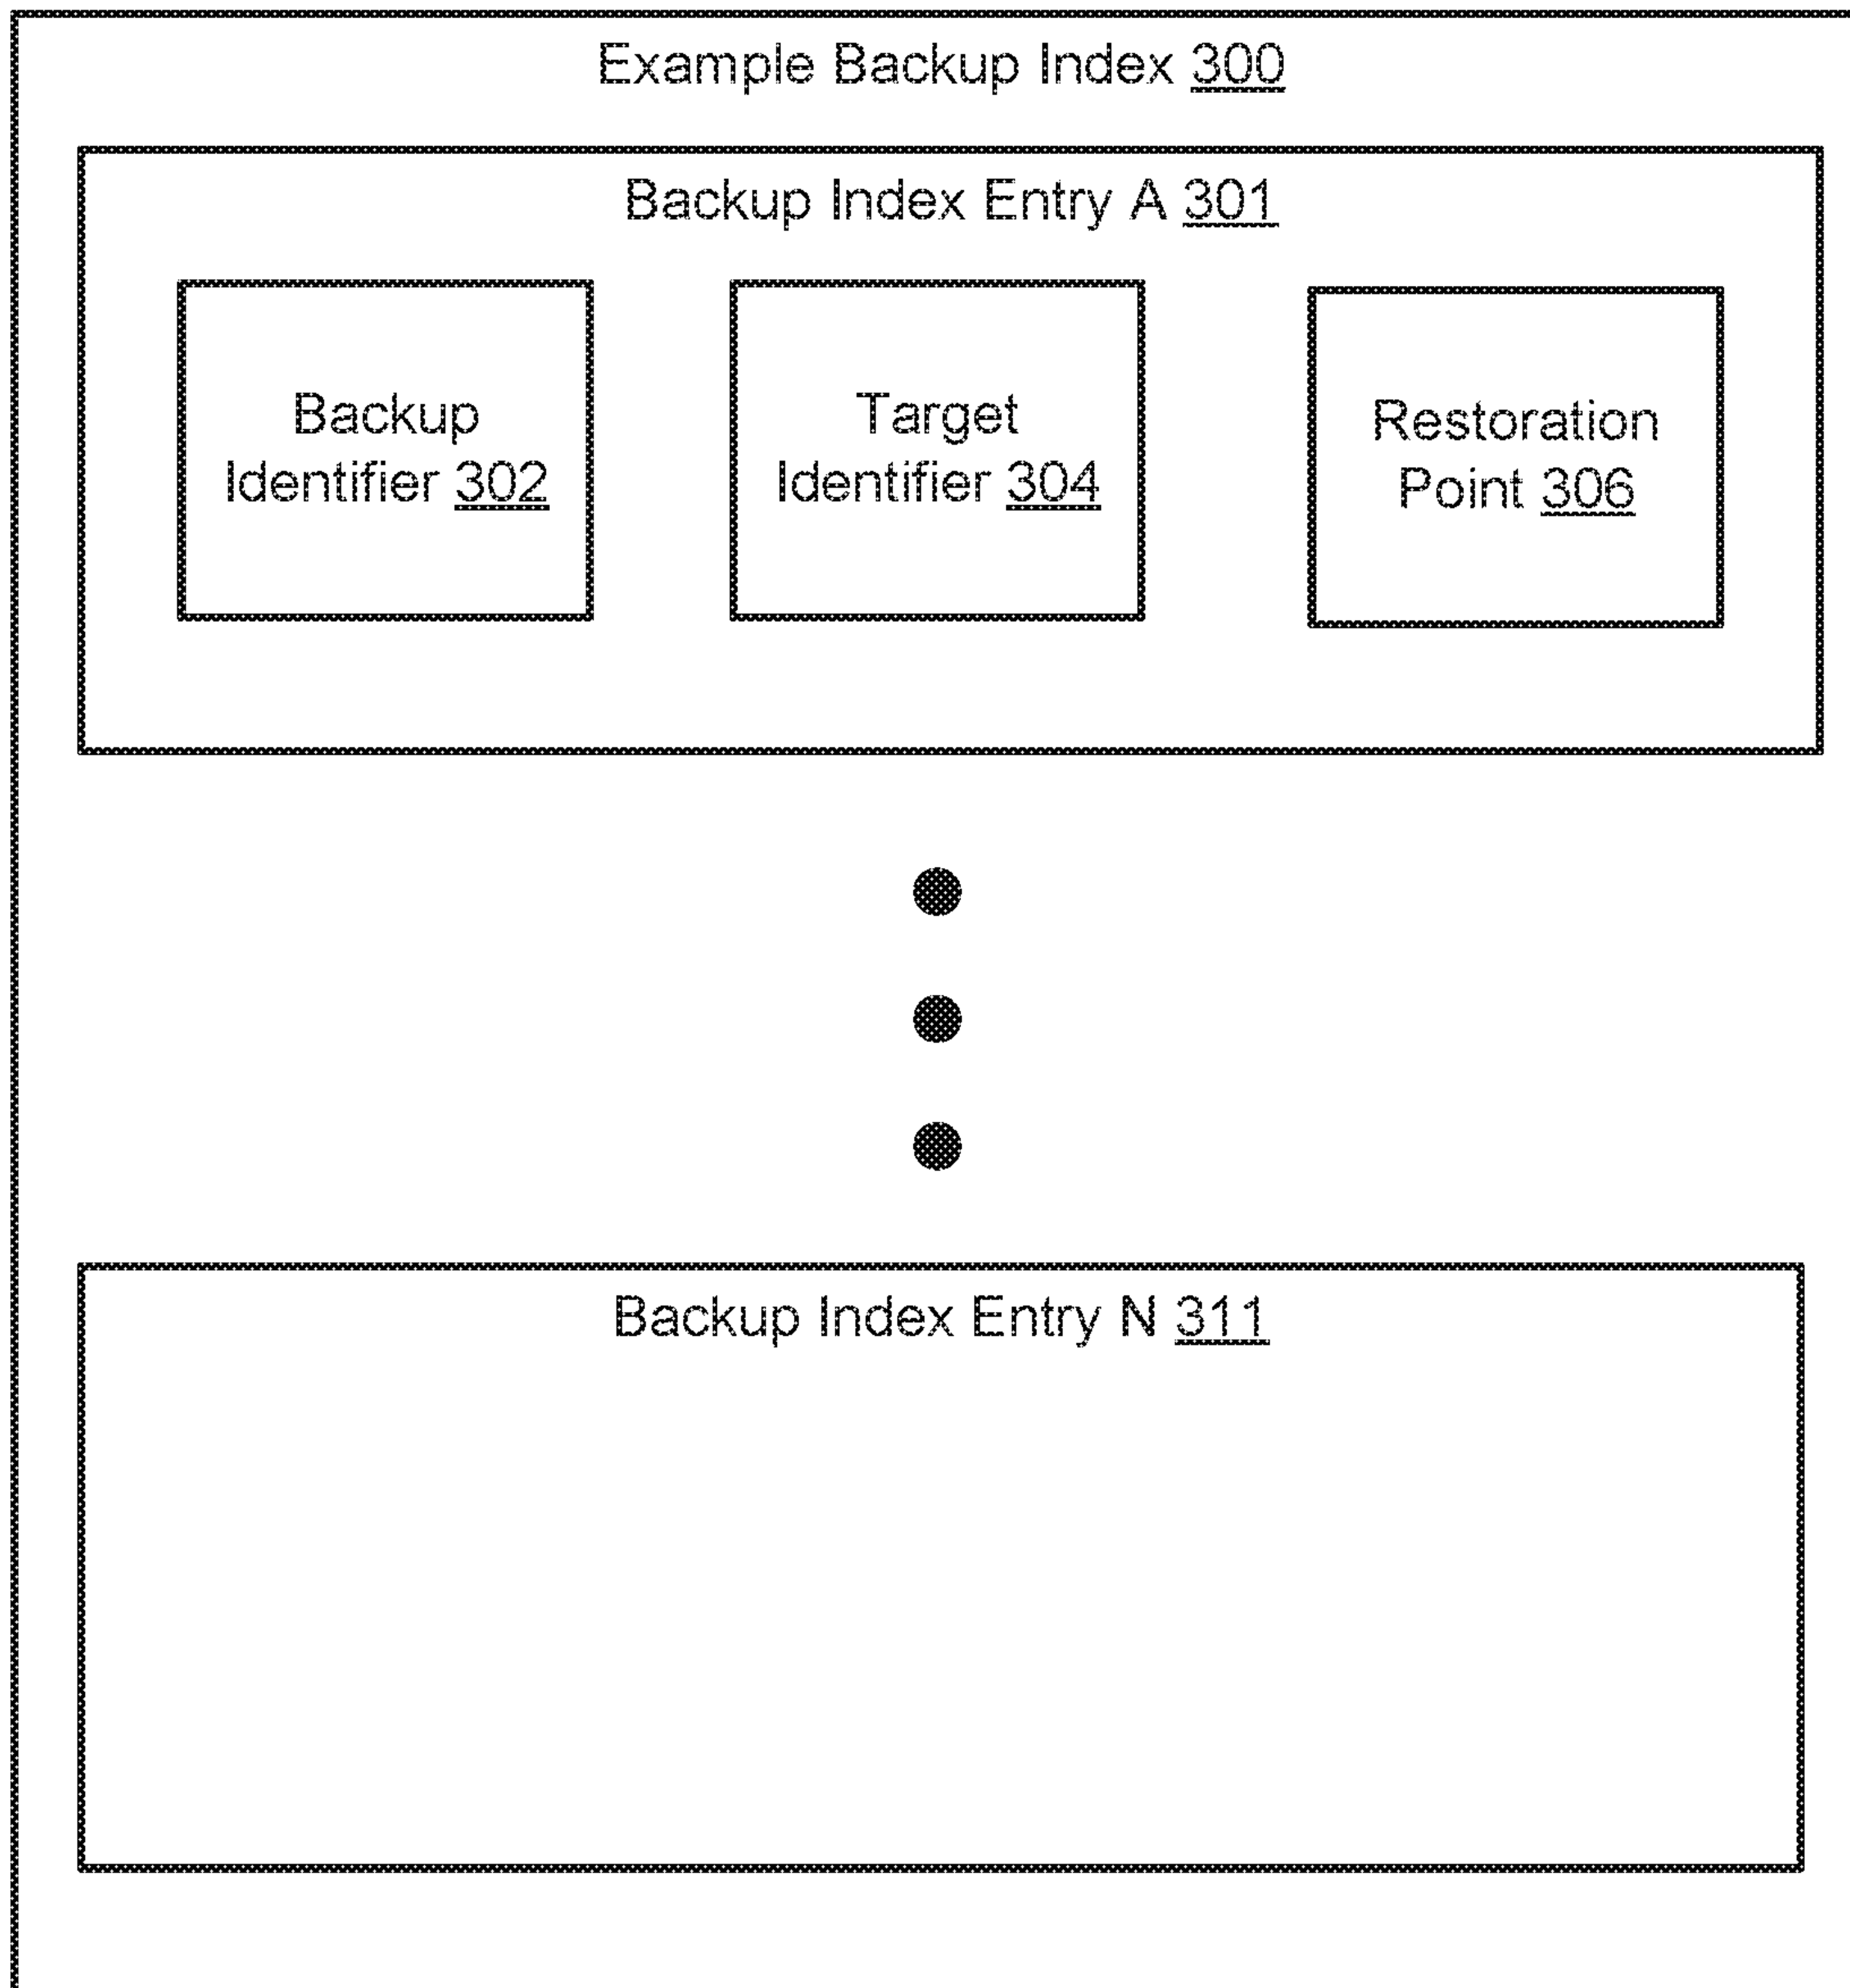 Example Backup Index 300
Backup Index Entry A 301
Backup
Identifier 302
Target
Identifier 304
Restoration
Point 306
Backup Index Entry N 311